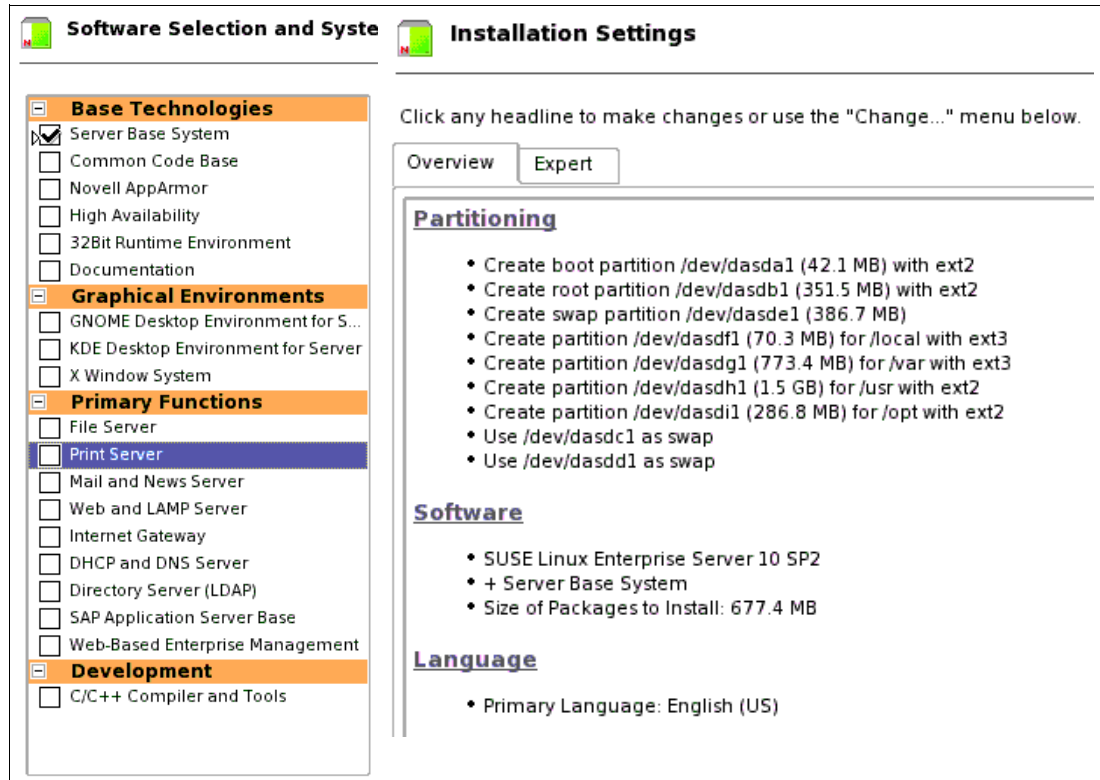 Software Selection and Syste
Base Technologies
Server Base System
Common Code Base
Novell AppArmor
High Availability
32Bit Runtime Environment
Documentation
Graphical Environments
GNOME Desktop Environment for S...
KDE Desktop Environment for Server
X Window System
Primary Functions
File Server
Print Server
Mail and News Server
Web and LAMP Server
Internet Gateway
DHCP and DNS Server
Directory Server (LDAP)
SAP Application Server Base
Web-Based Enterprise Management
Development
C/C++ Compiler and Tools
Installation Settings
Click any headline to make changes or use the "Change..." menu below.
Overview
Expert
Partitioning
• Create boot partition /dev/dasda1 (42.1 MB) with ext2
• Create root partition /dev/dasdb1 (351.5 MB) with ext2
• Create swap partition /dev/dasde1 (386.7 MB)
• Create partition /dev/dasdf1 (70.3 MB) for /local with ext3
• Create partition /dev/dasdg1 (773.4 MB) for /var with ext3
• Create partition /dev/dasdh1 (1.5 GB) for /usr with ext2
• Create partition /dev/dasdi1 (286.8 MB) for /opt with ext2
• Use /dev/dasdc1 as swap
• Use /dev/dasdd1 as swap
Software
• SUSE Linux Enterprise Server 10 SP2
• + Server Base System
• Size of Packages to Install: 677.4 MB
Language
• Primary Language: English (US)